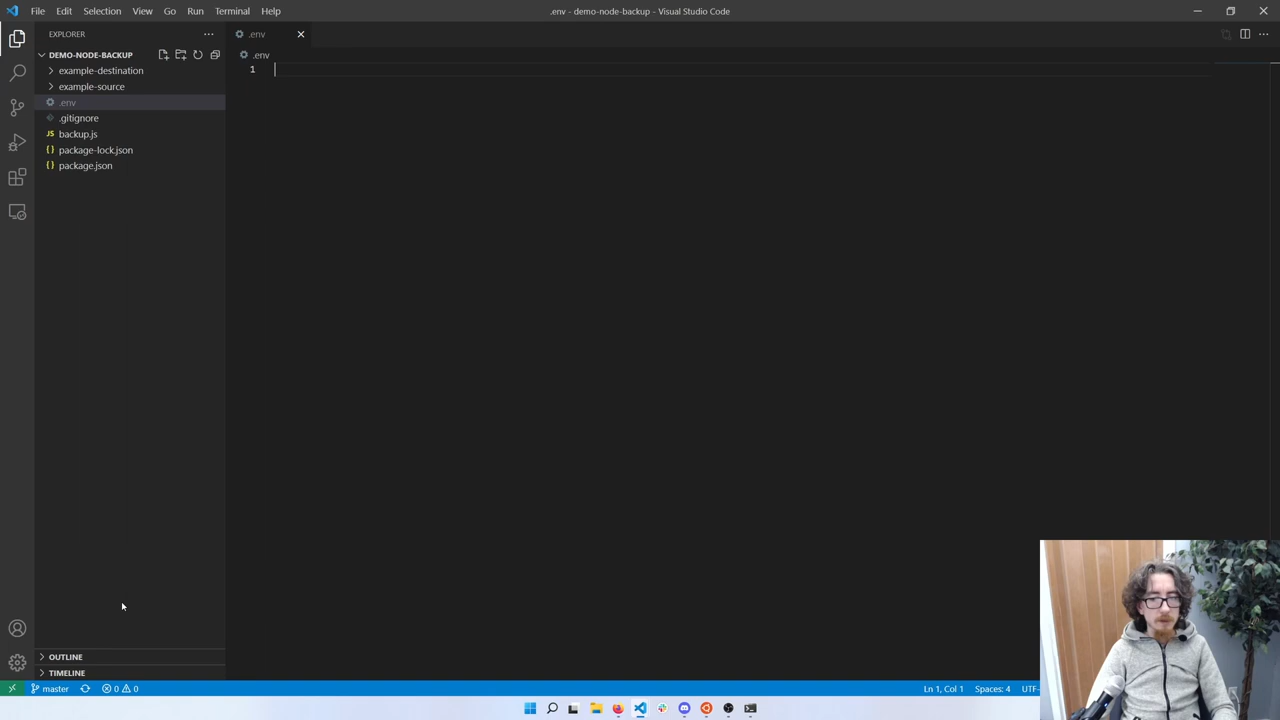 File Edit Selection View Go Run Terminal Help
.env - demo-node-backup - Visual Studio Code
EXPLORER
DEMO-NODE-BACKUP
example-destination
example-source
.env
.gitignore
JS backup.js
{} package-lock.json
{} package.json
OUTLINE
TIMELINE
.env
.env
1
master
0 0
Ln 1, Col 1
Spaces: 4
UTF-